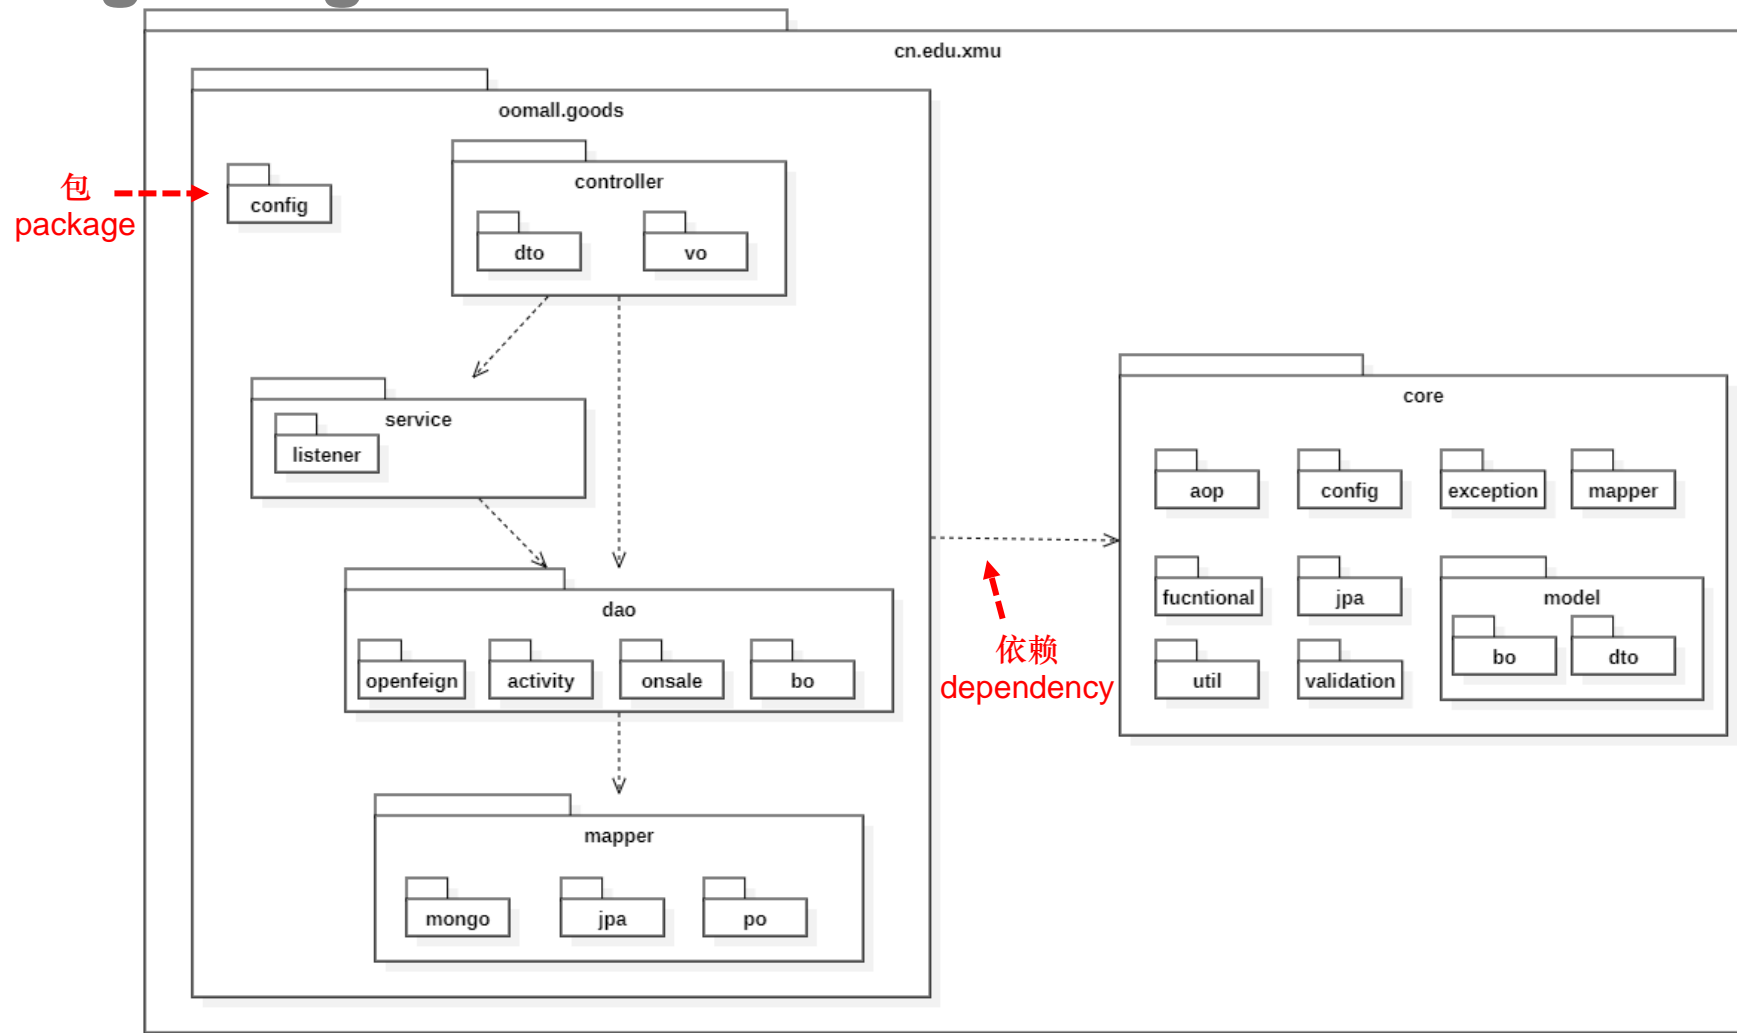 cn.edu.xmu
oomall.goods
包
package
config
controller
dto
vo
service
listener
dao
openfeign
activity
onsale
bo
mapper
mongo
jpa
po
依赖
dependency
core
aop
config
exception
mapper
fucntional
jpa
model
bo
dto
util
validation